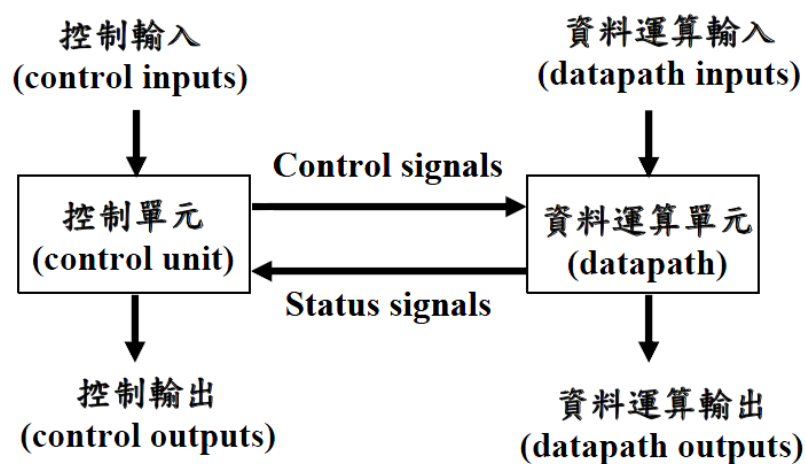 控制輸入
(control inputs)
資料運算輸入
(datapath inputs)
Control signals
控制單元
(control unit)
資料運算單元
(datapath)
Status signals
控制輸出
(control outputs)
資料運算輸出
(datapath outputs)